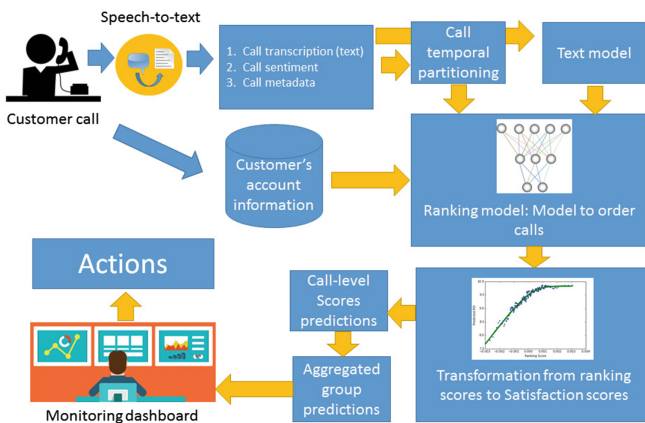 Speech-to-text
Customer call
1. Call transcription (text)
2. Call sentiment
3. Call metadata
Call
temporal
partitioning
Text model
Customer's
account
information
Ranking model: Model to order
calls
Actions
Call-level
Scores
predictions
Ranking Score
Transformation from ranking
scores to Satisfaction scores
Aggregated
group
predictions
Monitoring dashboard